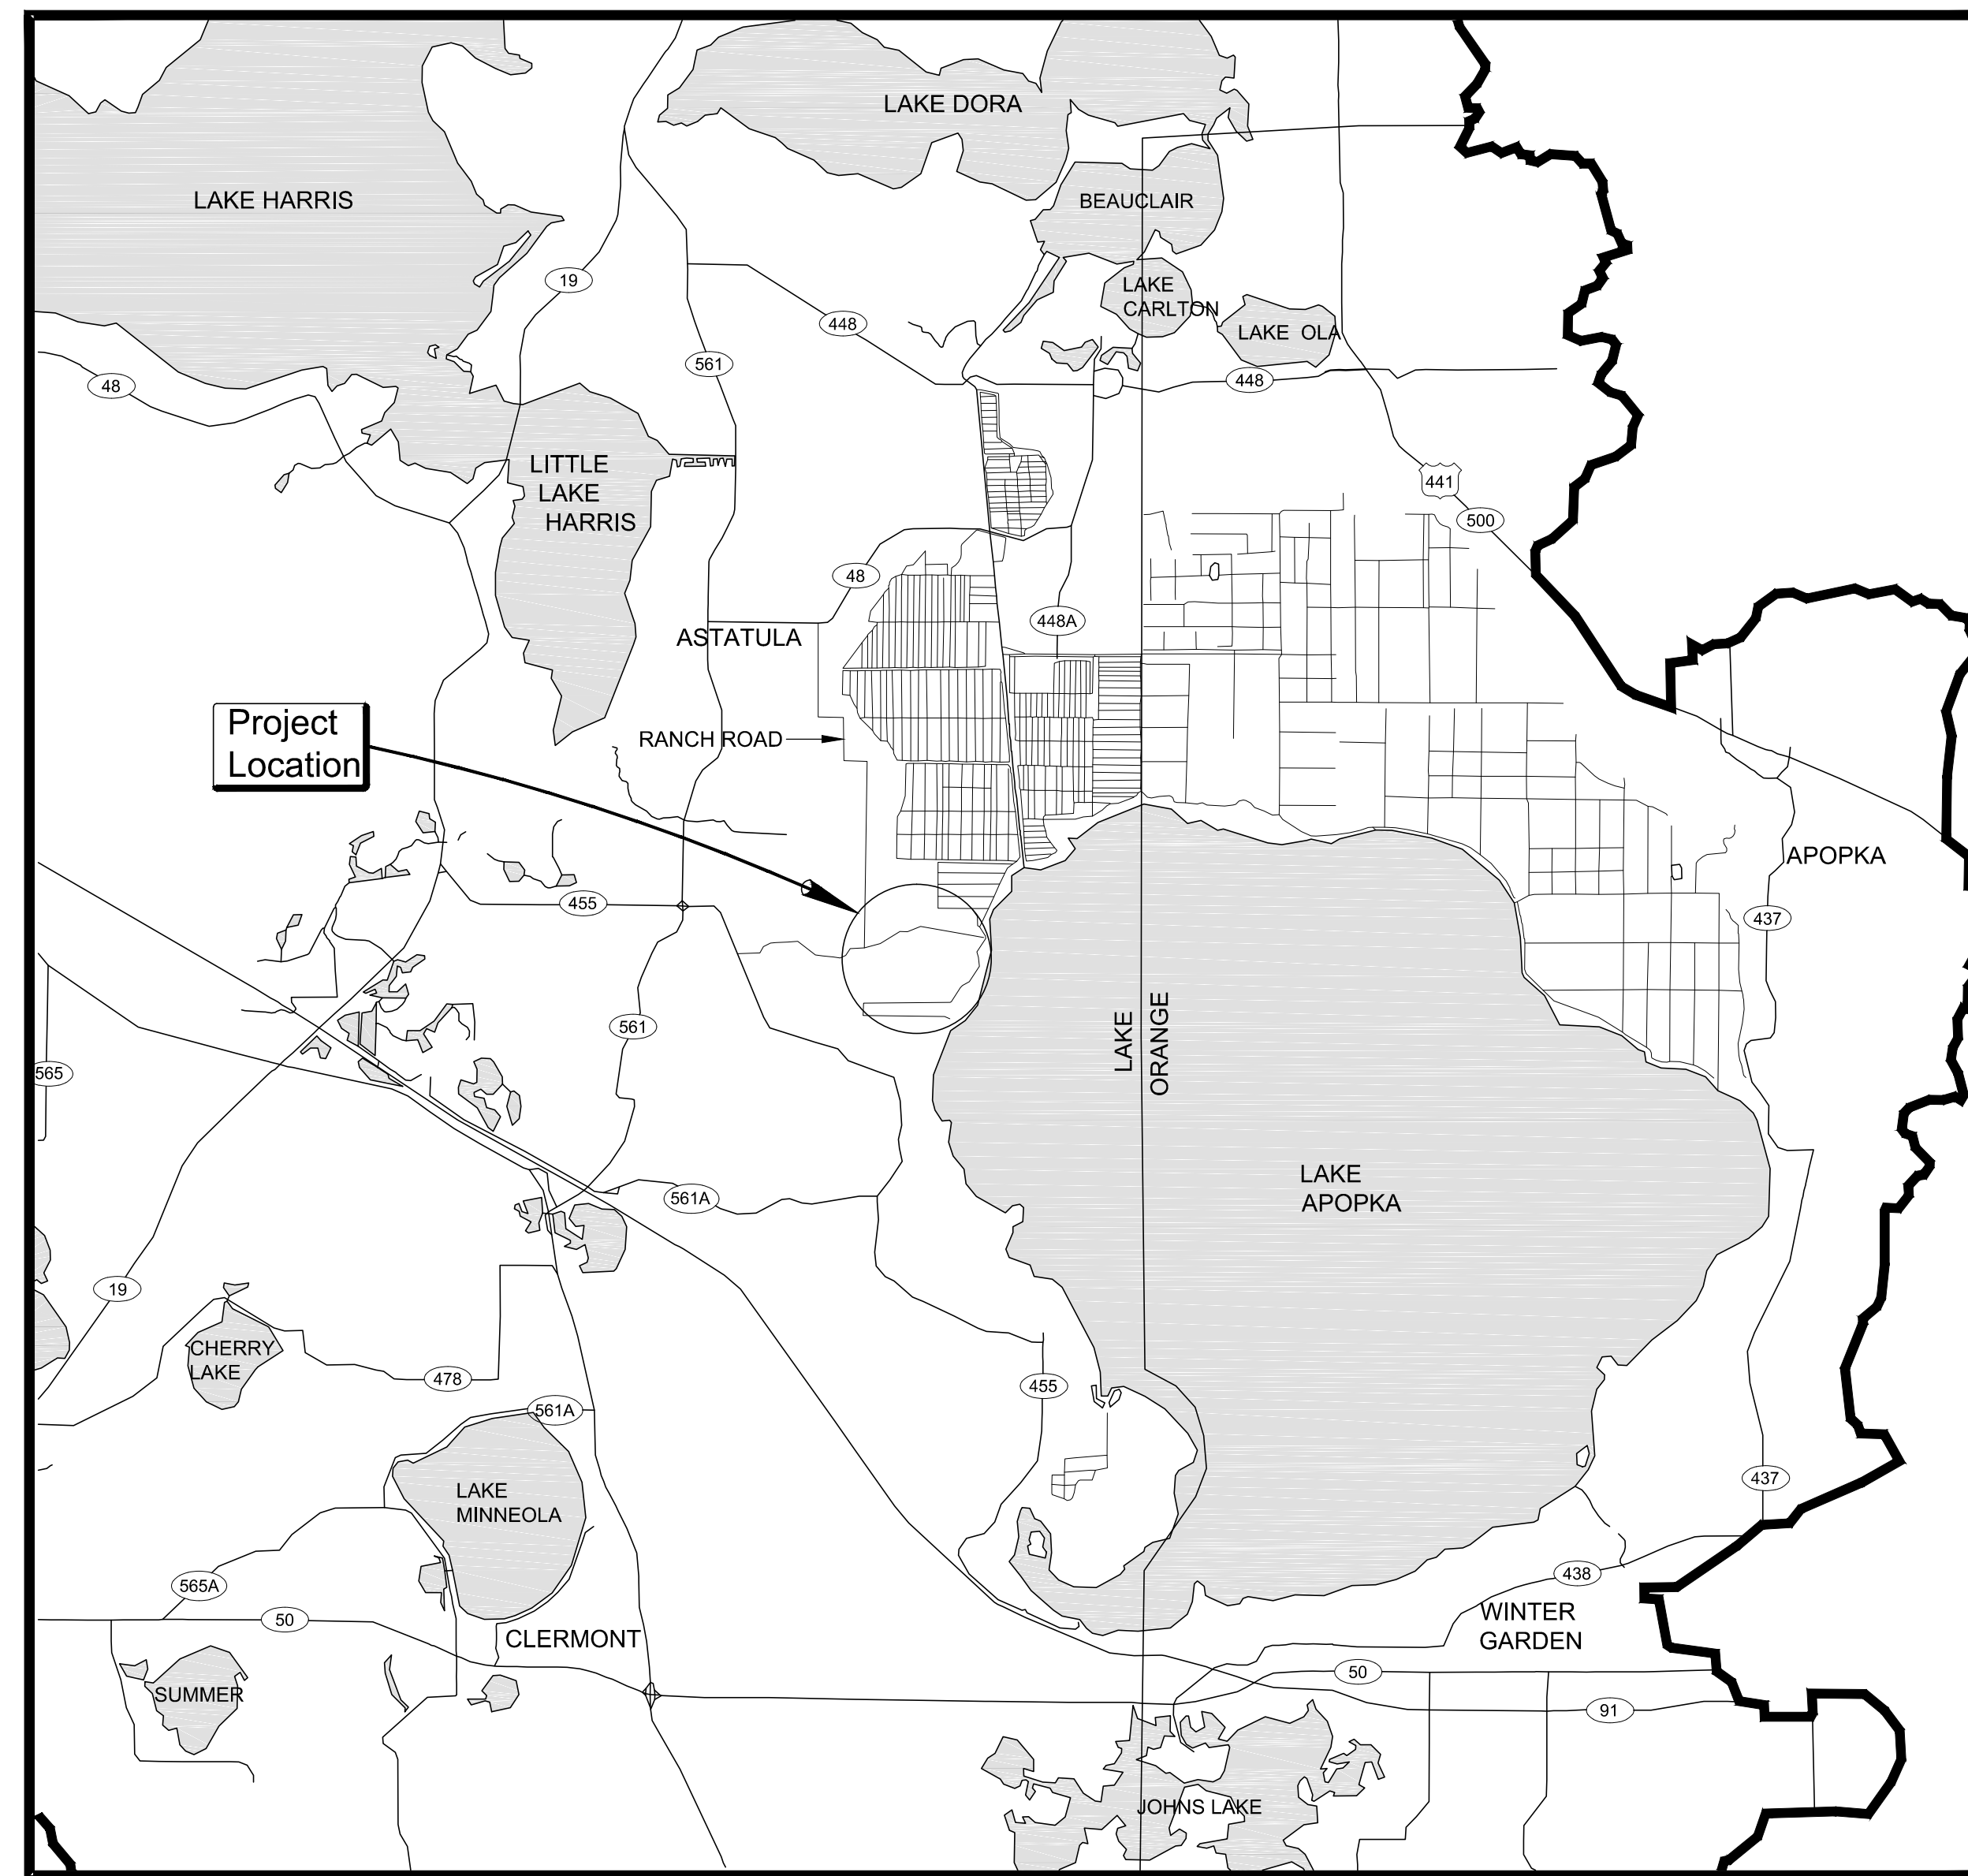 LAKE DORA
LAKE HARRIS
BEAUCLAIR
19
LAKE
CARLTON
448
LAKE OLA
561
448
48
LITTLE
LAKE
HARRIS
441
500
48
448A
ASTATULA
Project
Location
RANCH ROAD
APOPKA
455
437
LAKE
ORANGE
561
565
LAKE
APOPKA
561A
19
CHERRY
LAKE
478
455
561A
LAKE
MINNEOLA
437
565A
438
50
WINTER
GARDEN
CLERMONT
50
SUMMER
91
JOHNS LAKE